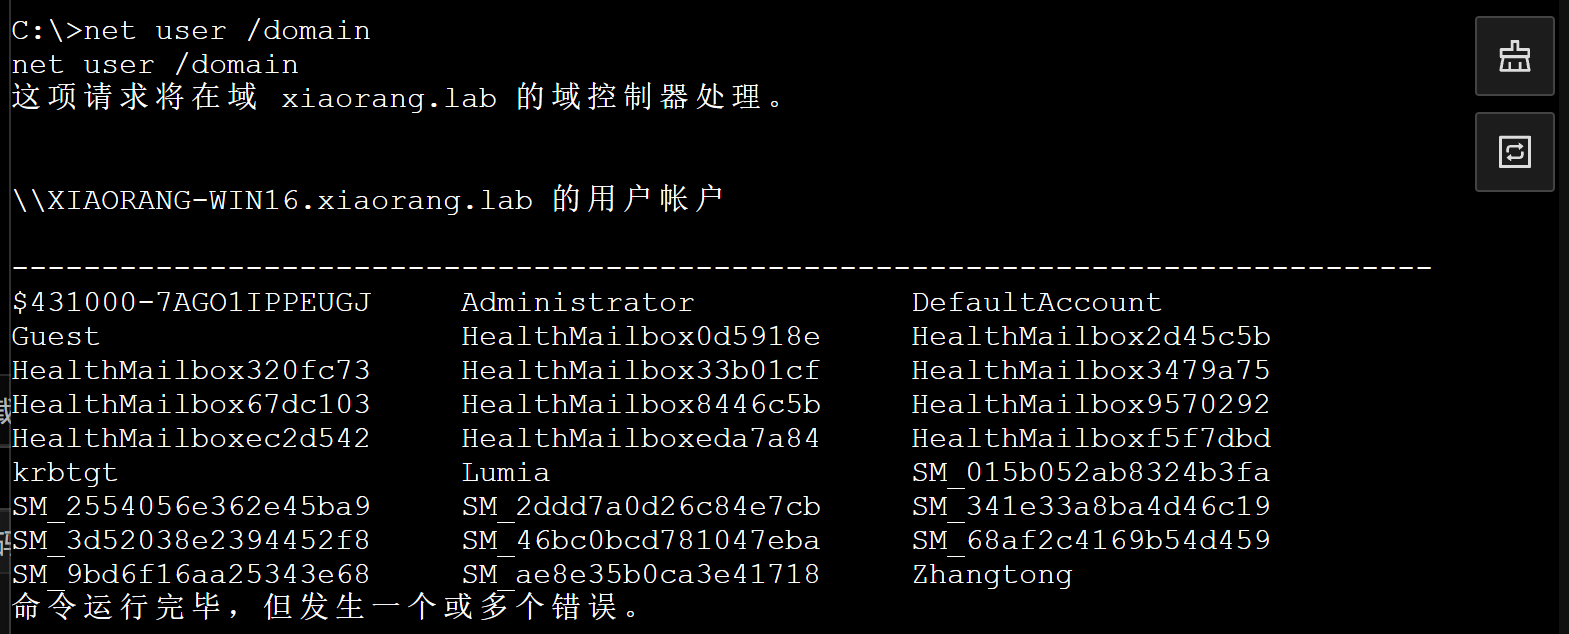 C:\>net user /domain
net user /domain
这项请求将在域 xiaorang.lab 的域控制器处理。
\\XIAORANG-WIN16.xiaorang.lab 的用户帐户
-------------------------------------------------------------------------------
$431000-7AGO1IPPEUGJ     Administrator            DefaultAccount
Guest                    HealthMailbox0d5918e     HealthMailbox2d45c5b
HealthMailbox320fc73     HealthMailbox33b01cf     HealthMailbox3479a75
HealthMailbox67dc103     HealthMailbox8446c5b     HealthMailbox9570292
HealthMailboxec2d542     HealthMailboxeda7a84     HealthMailboxf5f7dbd
krbtgt                   Lumia                    SM_015b052ab8324b3fa
SM_2554056e362e45ba9     SM_2ddd7a0d26c84e7cb     SM_341e33a8ba4d46c19
SM_3d52038e2394452f8     SM_46bc0bcd781047eba     SM_68af2c4169b54d459
SM_9bd6f16aa25343e68     SM_ae8e35b0ca3e41718     Zhangtong
命令运行完毕，但发生一个或多个错误。